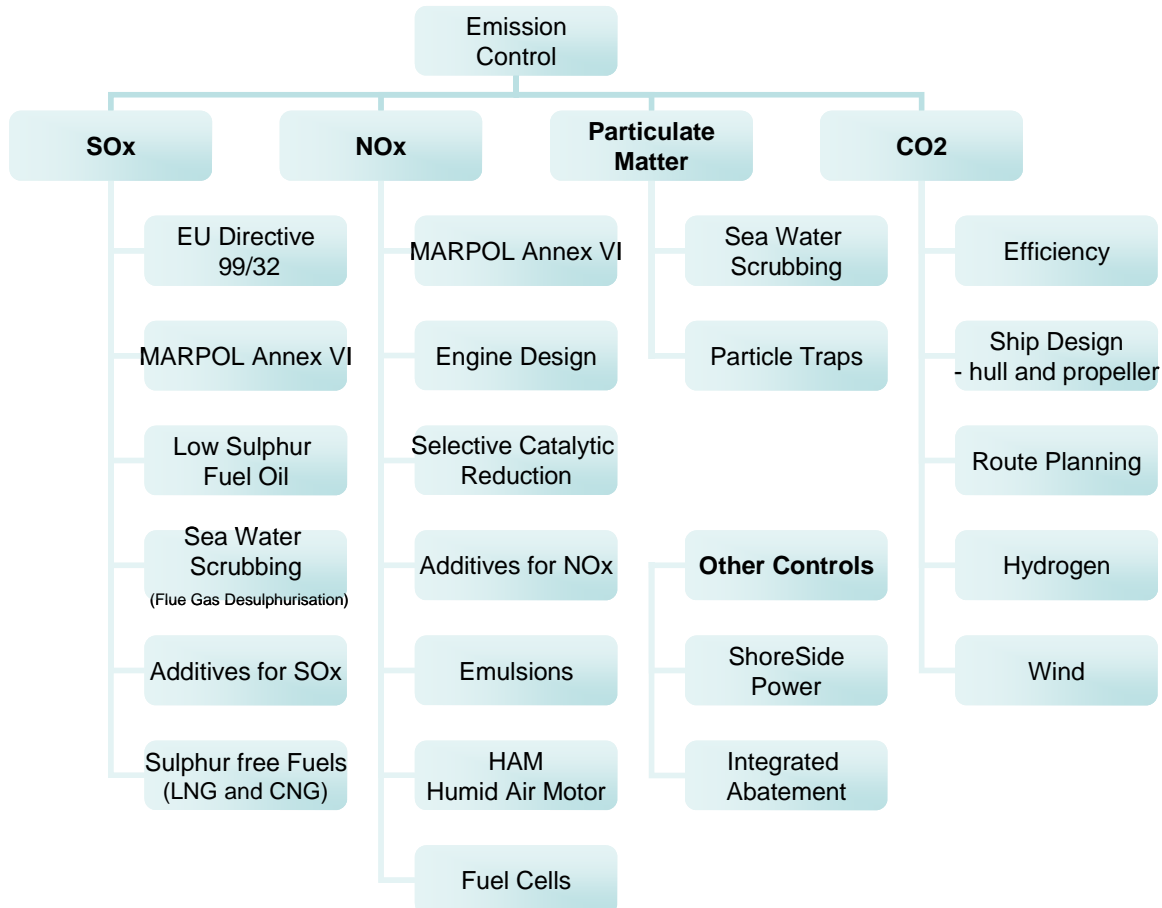 Emission
Control
SOx
NOx
Particulate
Matter
CO2
EU Directive
99/32
MARPOL Annex VI
Low Sulphur
Fuel Oil
Sea Water
Scrubbing
(Flue Gas Desulphurisation)
Additives for SOx
Sulphur free Fuels
(LNG and CNG)
MARPOL Annex VI
Engine Design
Selective Catalytic
Reduction
Additives for NOx
Emulsions
HAM
Humid Air Motor
Fuel Cells
Sea Water
Scrubbing
Particle Traps
Other Controls
ShoreSide
Power
Integrated
Abatement
Efficiency
Ship Design
- hull and propeller
Route Planning
Hydrogen
Wind